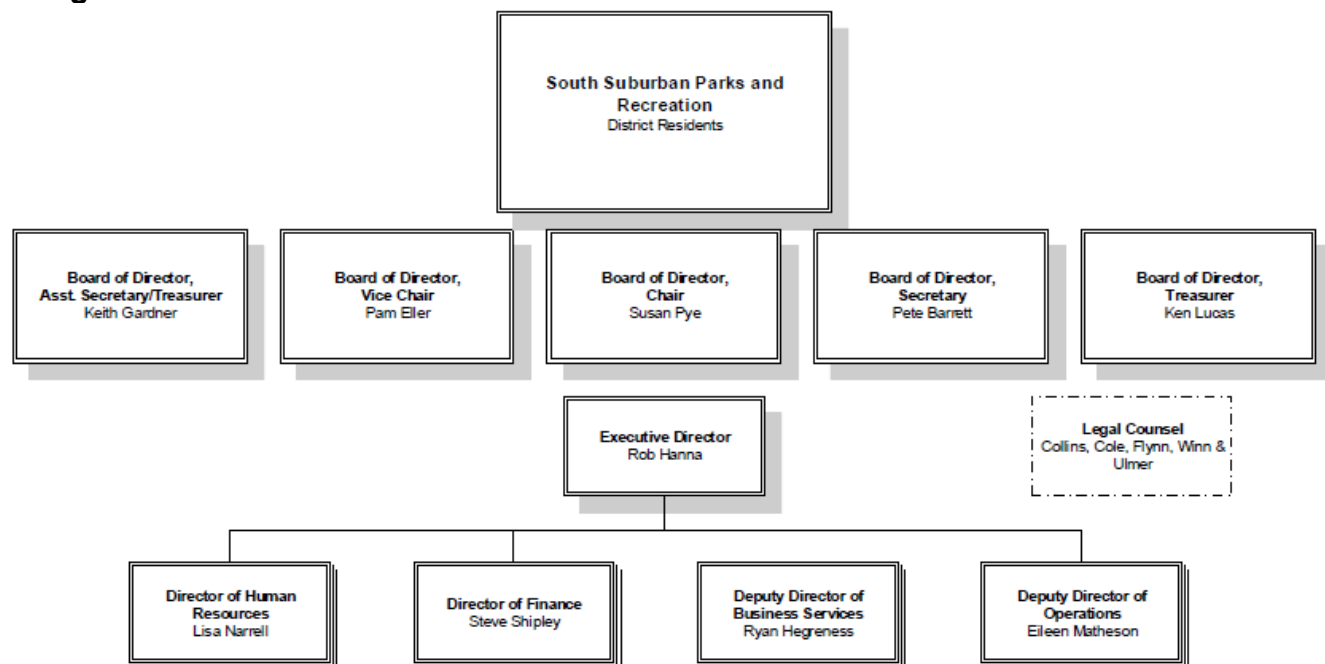 South Suburban Parks and
Recreation
District Residents
Board of Director,
Asst. Secretary/Treasurer
Keith Gardner
Board of Director,
Vice Chair
Pam Eller
Board of Director,
Chair
Susan Pye
Board of Director,
Secretary
Pete Barrett
Board of Director,
Treasurer
Ken Lucas
Executive Director
Rob Hanna
Legal Counsel
Collins, Cole, Flynn, Winn &
Ulmer
Director of Human
Resources
Lisa Narrell
Director of Finance
Steve Shipley
Deputy Director of
Business Services
Ryan Hegreness
Deputy Director of
Operations
Eileen Matheson